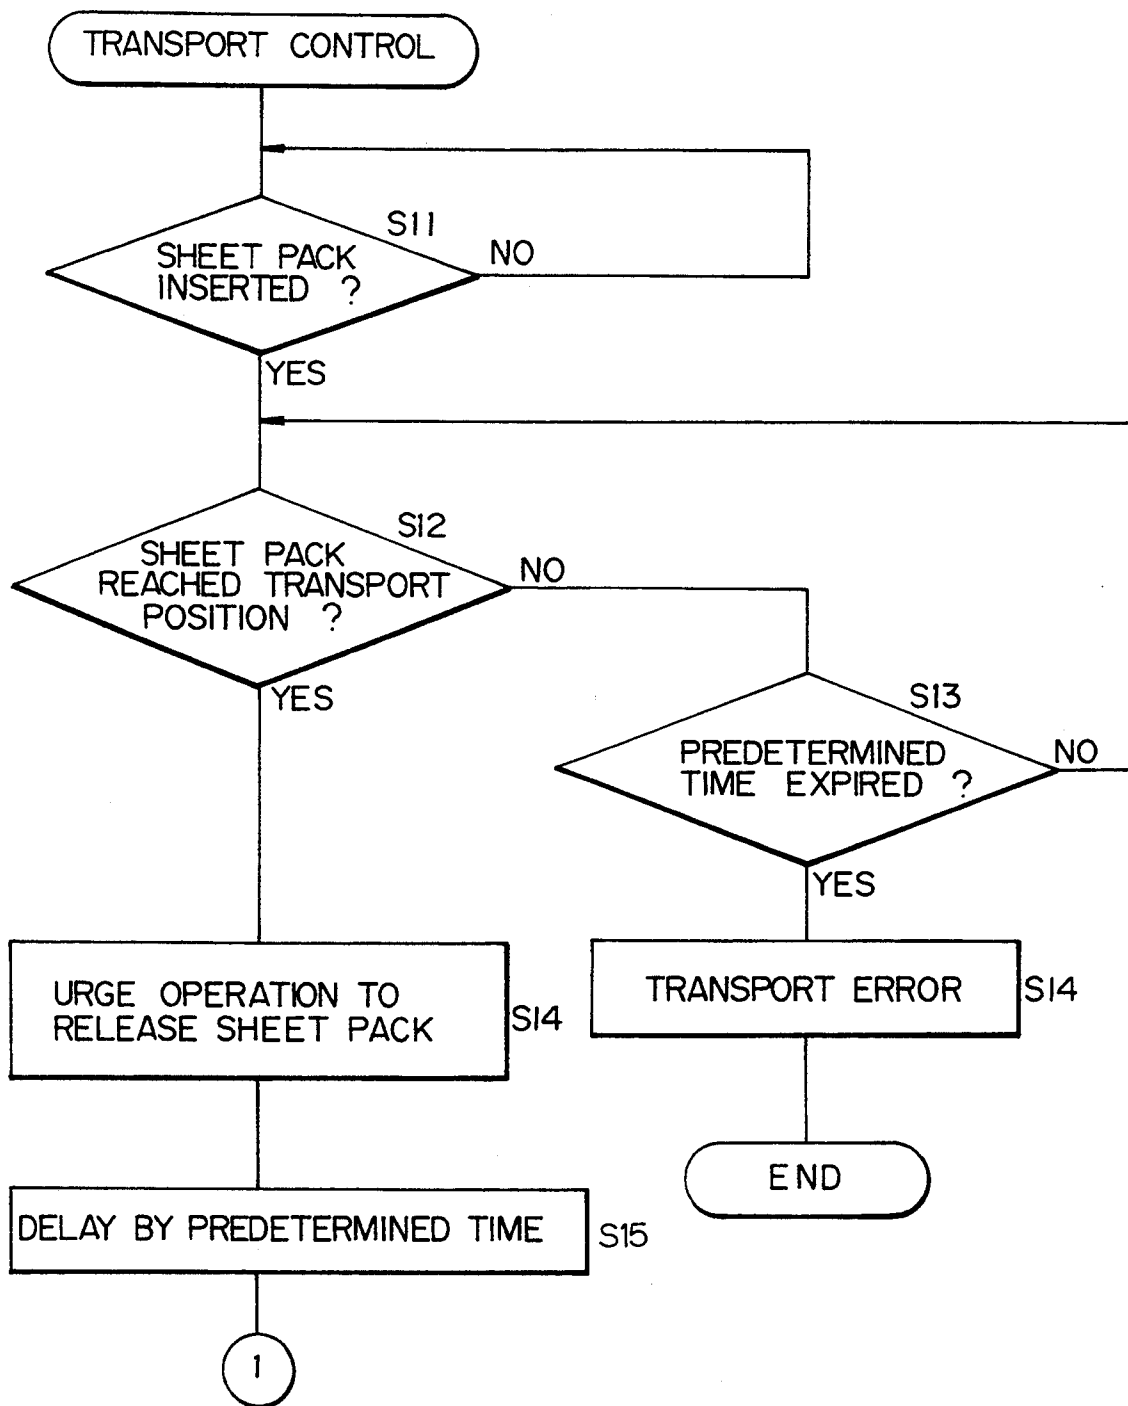 TRANSPORT CONTROL
S11
SHEET PACK
INSERTED ?
NO
YES
S12
SHEET PACK
REACHED TRANSPORT
POSITION ?
NO
YES
S13
PREDETERMINED
TIME EXPIRED ?
NO
YES
URGE OPERATION TO
RELEASE SHEET PACK
S14
TRANSPORT ERROR
S14
END
DELAY BY PREDETERMINED TIME
S15
1